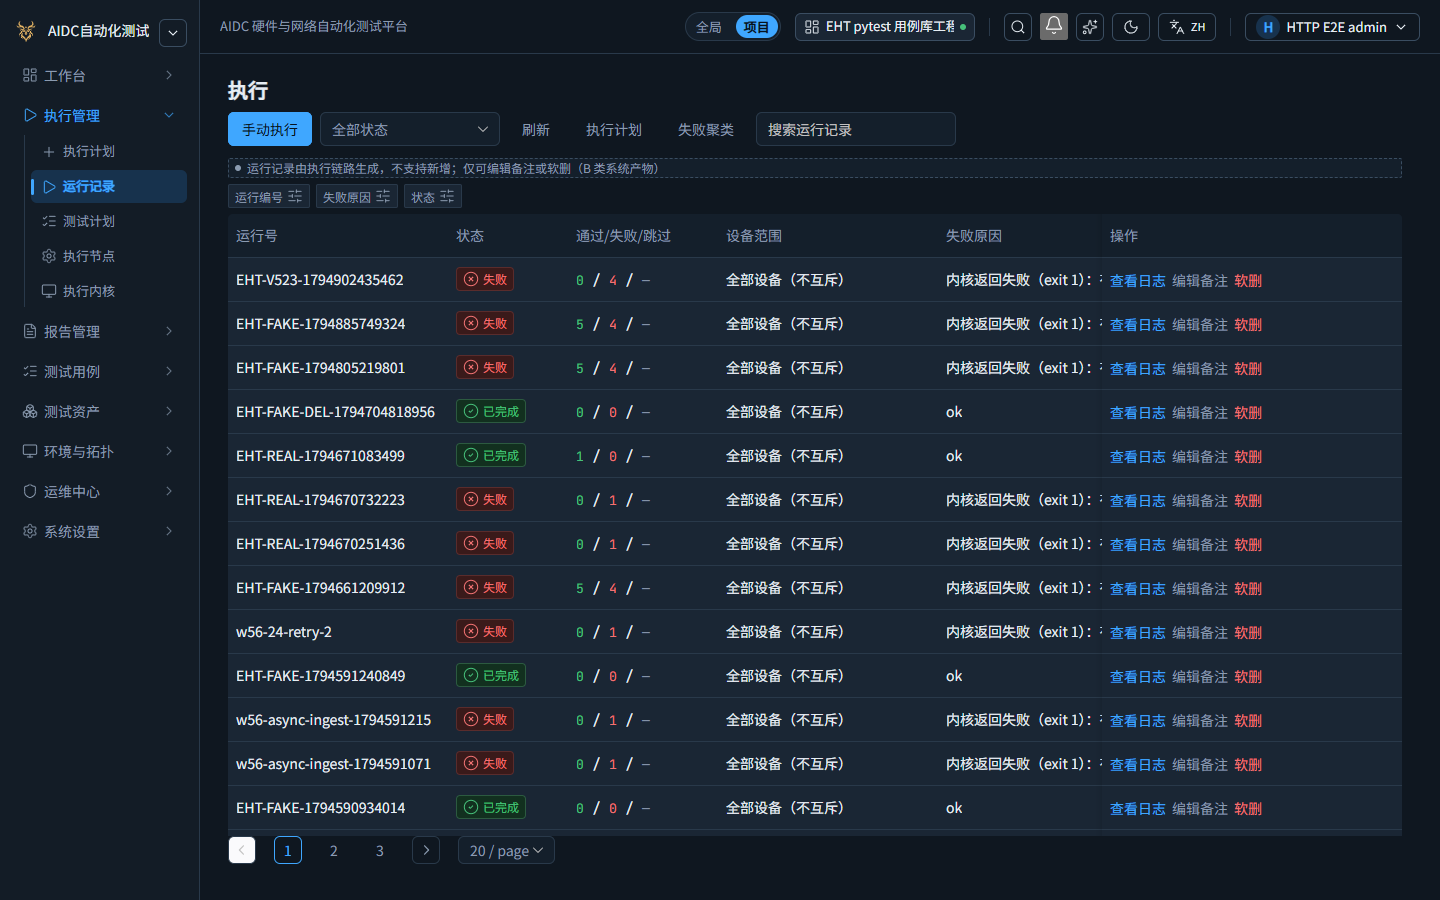 AIDC自动化测试
AIDC 硬件与网络自动化测试平台
全局 项目
EHT pytest 用例库工程
ZH
H HTTP E2E admin
工作台
执行管理
执行计划
运行记录
测试计划
执行节点
执行内核
报告管理
测试用例
测试资产
环境与拓扑
运维中心
系统设置
执行
手动执行 全部状态 刷新 执行计划 失败聚类 搜索运行记录
运行记录由执行链路生成，不支持新增；仅可编辑备注或软删（B 类系统产物）
运行编号 失败原因 状态
运行号 状态 通过/失败/跳过 设备范围 失败原因 操作
EHT-V523-1794902435462 失败 0 / 4 / — 全部设备（不互斥） 内核返回失败（exit 1）： 查看日志 编辑备注 软删
EHT-FAKE-1794885749324 失败 5 / 4 / — 全部设备（不互斥） 内核返回失败（exit 1）： 查看日志 编辑备注 软删
EHT-FAKE-1794805219801 失败 5 / 4 / — 全部设备（不互斥） 内核返回失败（exit 1）： 查看日志 编辑备注 软删
EHT-FAKE-DEL-1794704818956 已完成 0 / 0 / — 全部设备（不互斥） ok 查看日志 编辑备注 软删
EHT-REAL-1794671083499 已完成 1 / 0 / — 全部设备（不互斥） ok 查看日志 编辑备注 软删
EHT-REAL-1794670732223 失败 0 / 1 / — 全部设备（不互斥） 内核返回失败（exit 1）： 查看日志 编辑备注 软删
EHT-REAL-1794670251436 失败 0 / 1 / — 全部设备（不互斥） 内核返回失败（exit 1）： 查看日志 编辑备注 软删
EHT-FAKE-1794661209912 失败 5 / 4 / — 全部设备（不互斥） 内核返回失败（exit 1）： 查看日志 编辑备注 软删
w56-24-retry-2 失败 0 / 1 / — 全部设备（不互斥） 内核返回失败（exit 1）： 查看日志 编辑备注 软删
EHT-FAKE-1794591240849 已完成 0 / 0 / — 全部设备（不互斥） ok 查看日志 编辑备注 软删
w56-async-ingest-1794591215 失败 0 / 1 / — 全部设备（不互斥） 内核返回失败（exit 1）： 查看日志 编辑备注 软删
w56-async-ingest-1794591071 失败 0 / 1 / — 全部设备（不互斥） 内核返回失败（exit 1）： 查看日志 编辑备注 软删
EHT-FAKE-1794590934014 已完成 0 / 0 / — 全部设备（不互斥） ok 查看日志 编辑备注 软删
1 2 3 20 / page